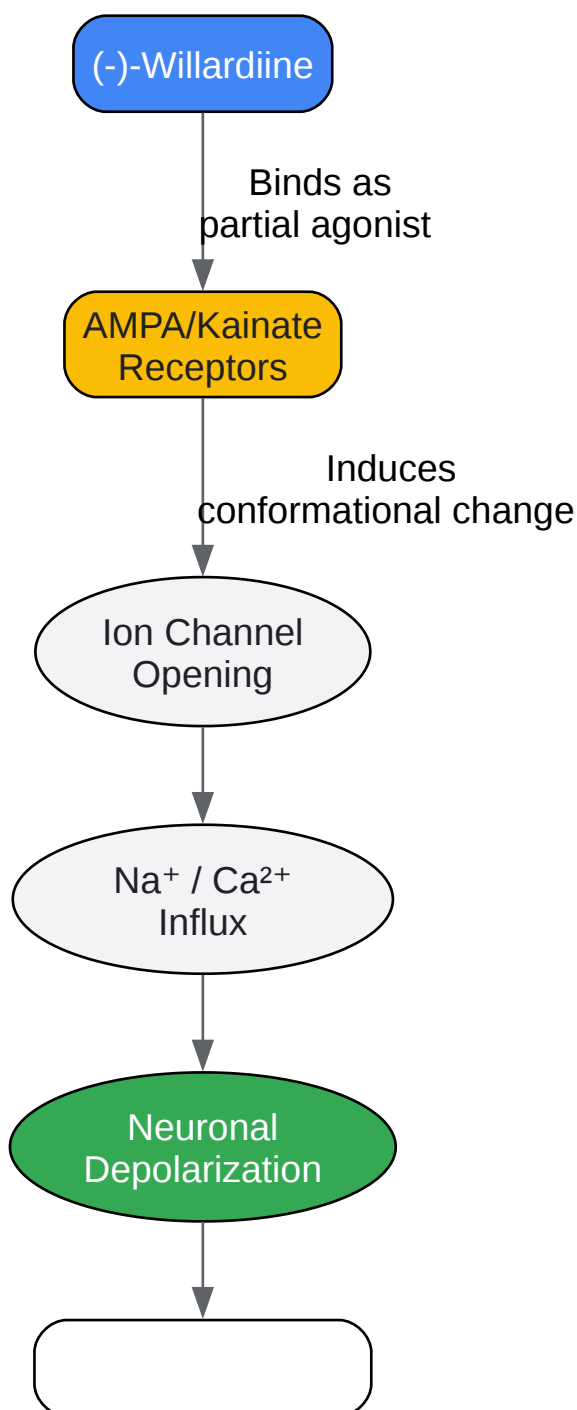 (-)-Willardiine
Binds as
partial agonist
AMPA/Kainate
Receptors
Induces
conformational change
Ion Channel
Opening
Na⁺ / Ca²⁺
Influx
Neuronal
Depolarization